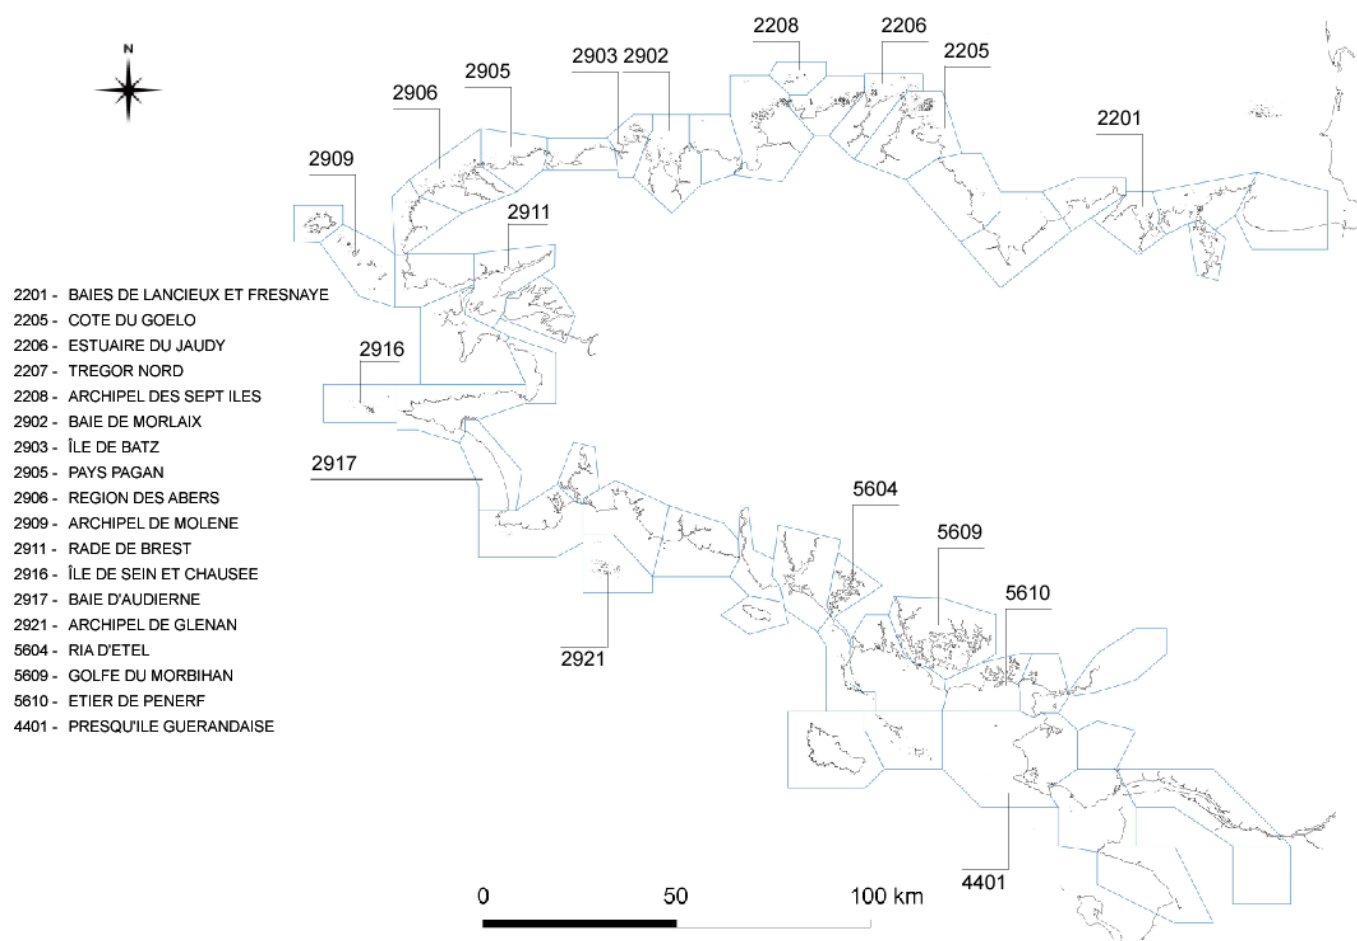 N
2208
2206
2205
2903 2902
2905
2906
2201
2909
2911
2201 - BAIES DE LANCIEUX ET FRESNAYE
2205 - COTE DU GOELO
2206 - ESTUAIRE DU JAUDY
2207 - TREGOR NORD
2208 - ARCHIPEL DES SEPT ILES
2902 - BAIE DE MORLAIX
2903 - ÎLE DE BATZ
2905 - PAYS PAGAN
2906 - REGION DES ABERS
2909 - ARCHIPEL DE MOLENE
2911 - RADE DE BREST
2916 - ÎLE DE SEIN ET CHAUSEE
2917 - BAIE D'AUDIERNE
2921 - ARCHIPEL DE GLENAN
5604 - RIA D'ETEL
5609 - GOLFE DU MORBIHAN
5610 - ETIER DE PENERF
4401 - PRESQU'ILE GUERANDAISE
2916
2917
5604
5609
5610
2921
4401
0 50 100 km